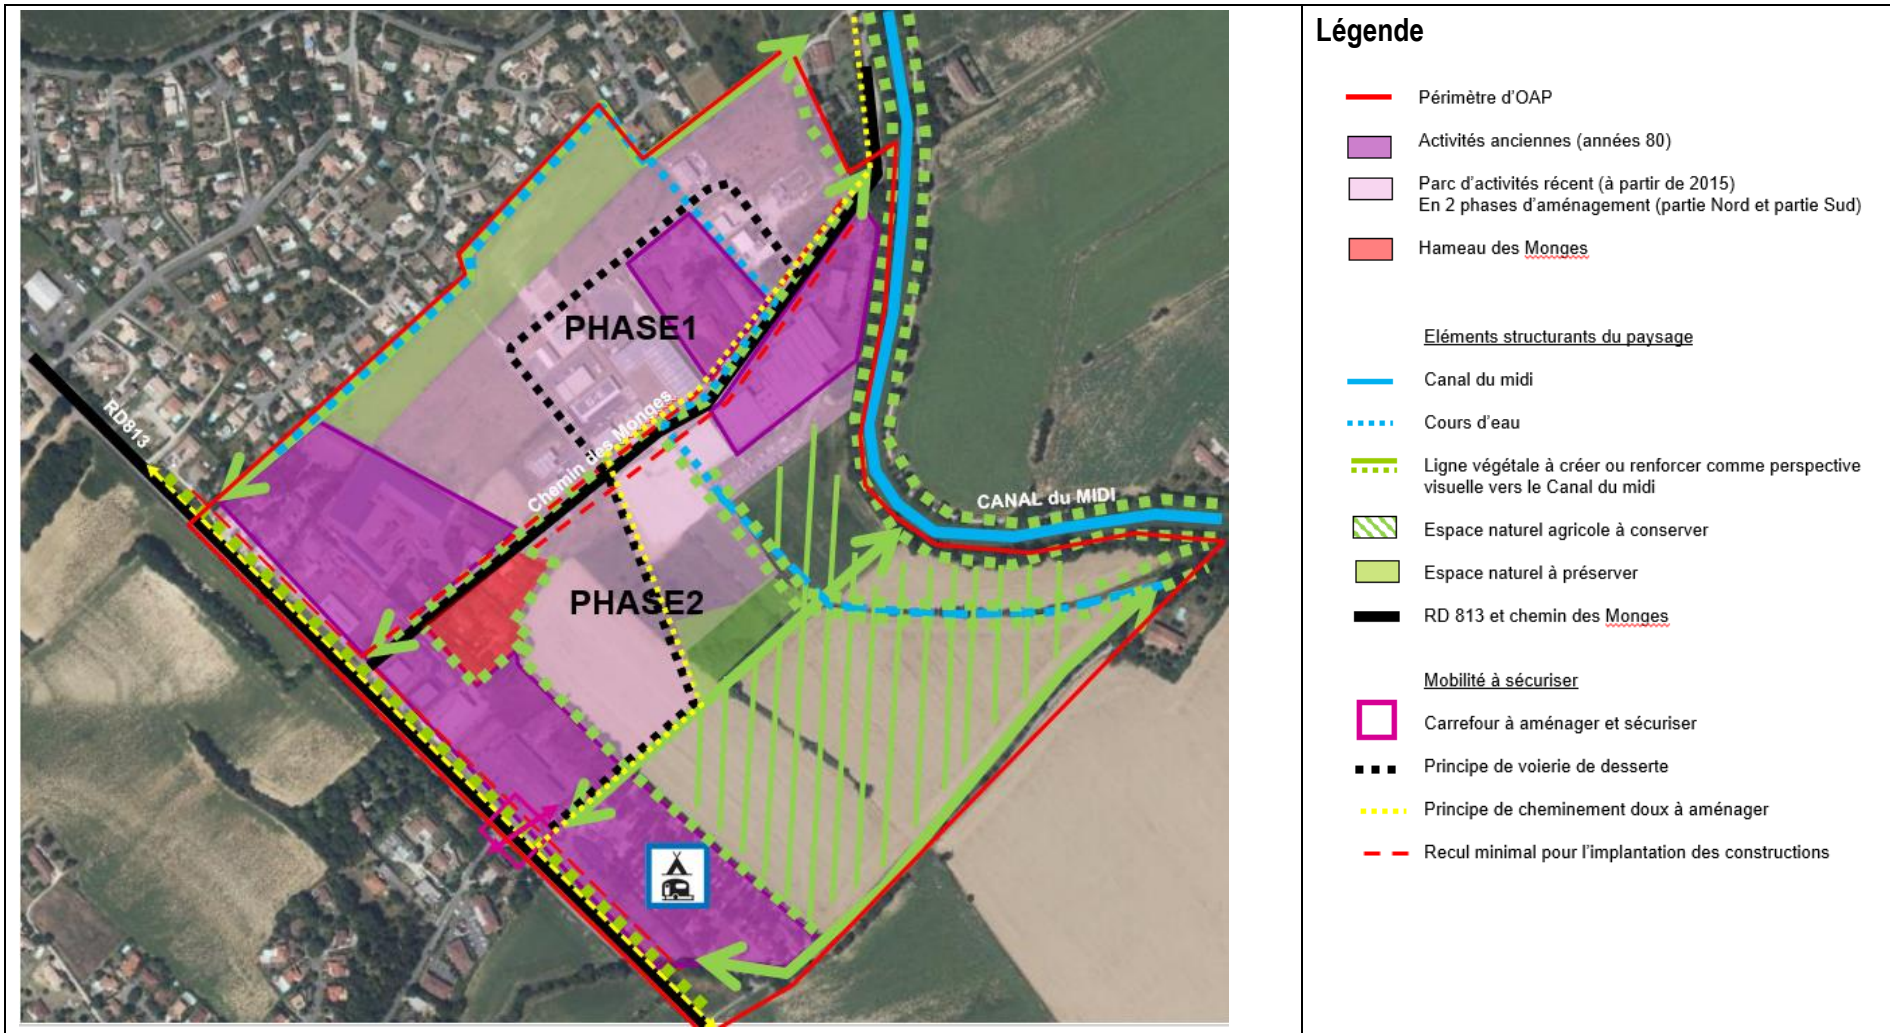 PHASE1
Chemin des Monges
RD813
CANAL du MIDI
PHASE2
Légende
Périmètre d'OAP
Activités anciennes (années 80)
Parc d'activités récent (à partir de 2015)
En 2 phases d'aménagement (partie Nord et partie Sud)
Hameau des Monges
Eléments structurants du paysage
Canal du midi
Cours d'eau
Ligne végétale à créer ou renforcer comme perspective
visuelle vers le Canal du midi
Espace naturel agricole à conserver
Espace naturel à préserver
RD 813 et chemin des Monges
Mobilité à sécuriser
Carrefour à aménager et sécuriser
Principe de voierie de desserte
Principe de cheminement doux à aménager
Recul minimal pour l'implantation des constructions